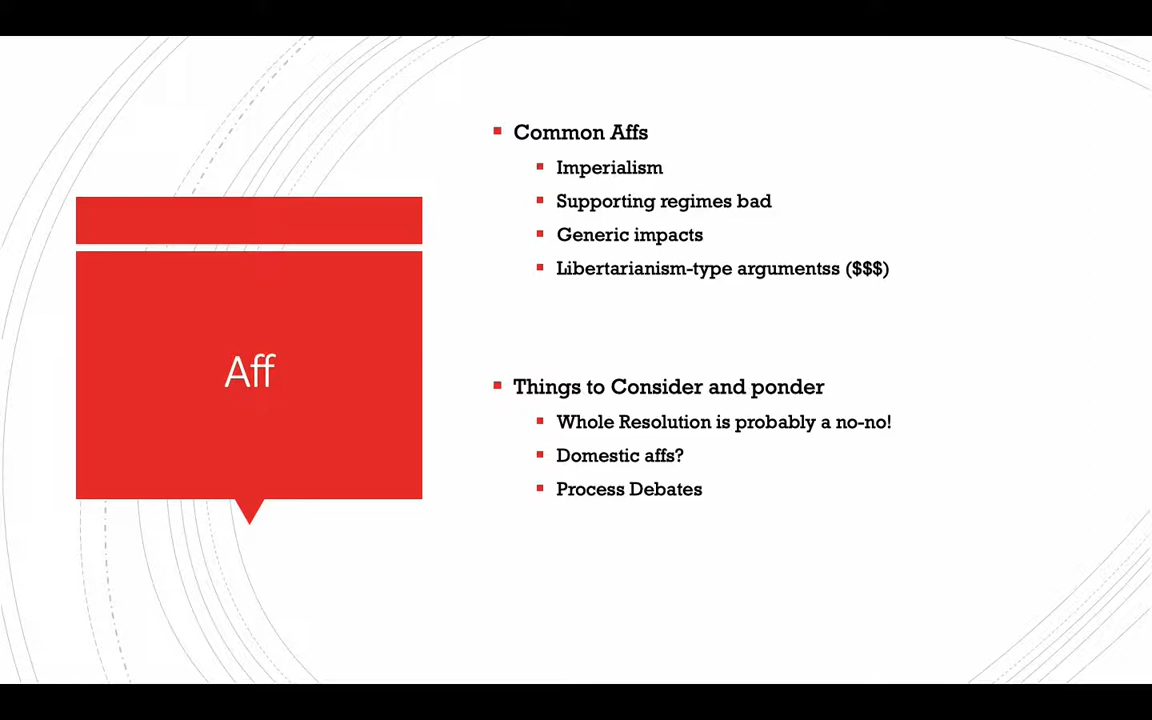 Aff
Common Affs
Imperialism
Supporting regimes bad
Generic impacts
Libertarianism-type argumentss ($$$)
Things to Consider and ponder
Whole Resolution is probably a no-no!
Domestic affs?
Process Debates